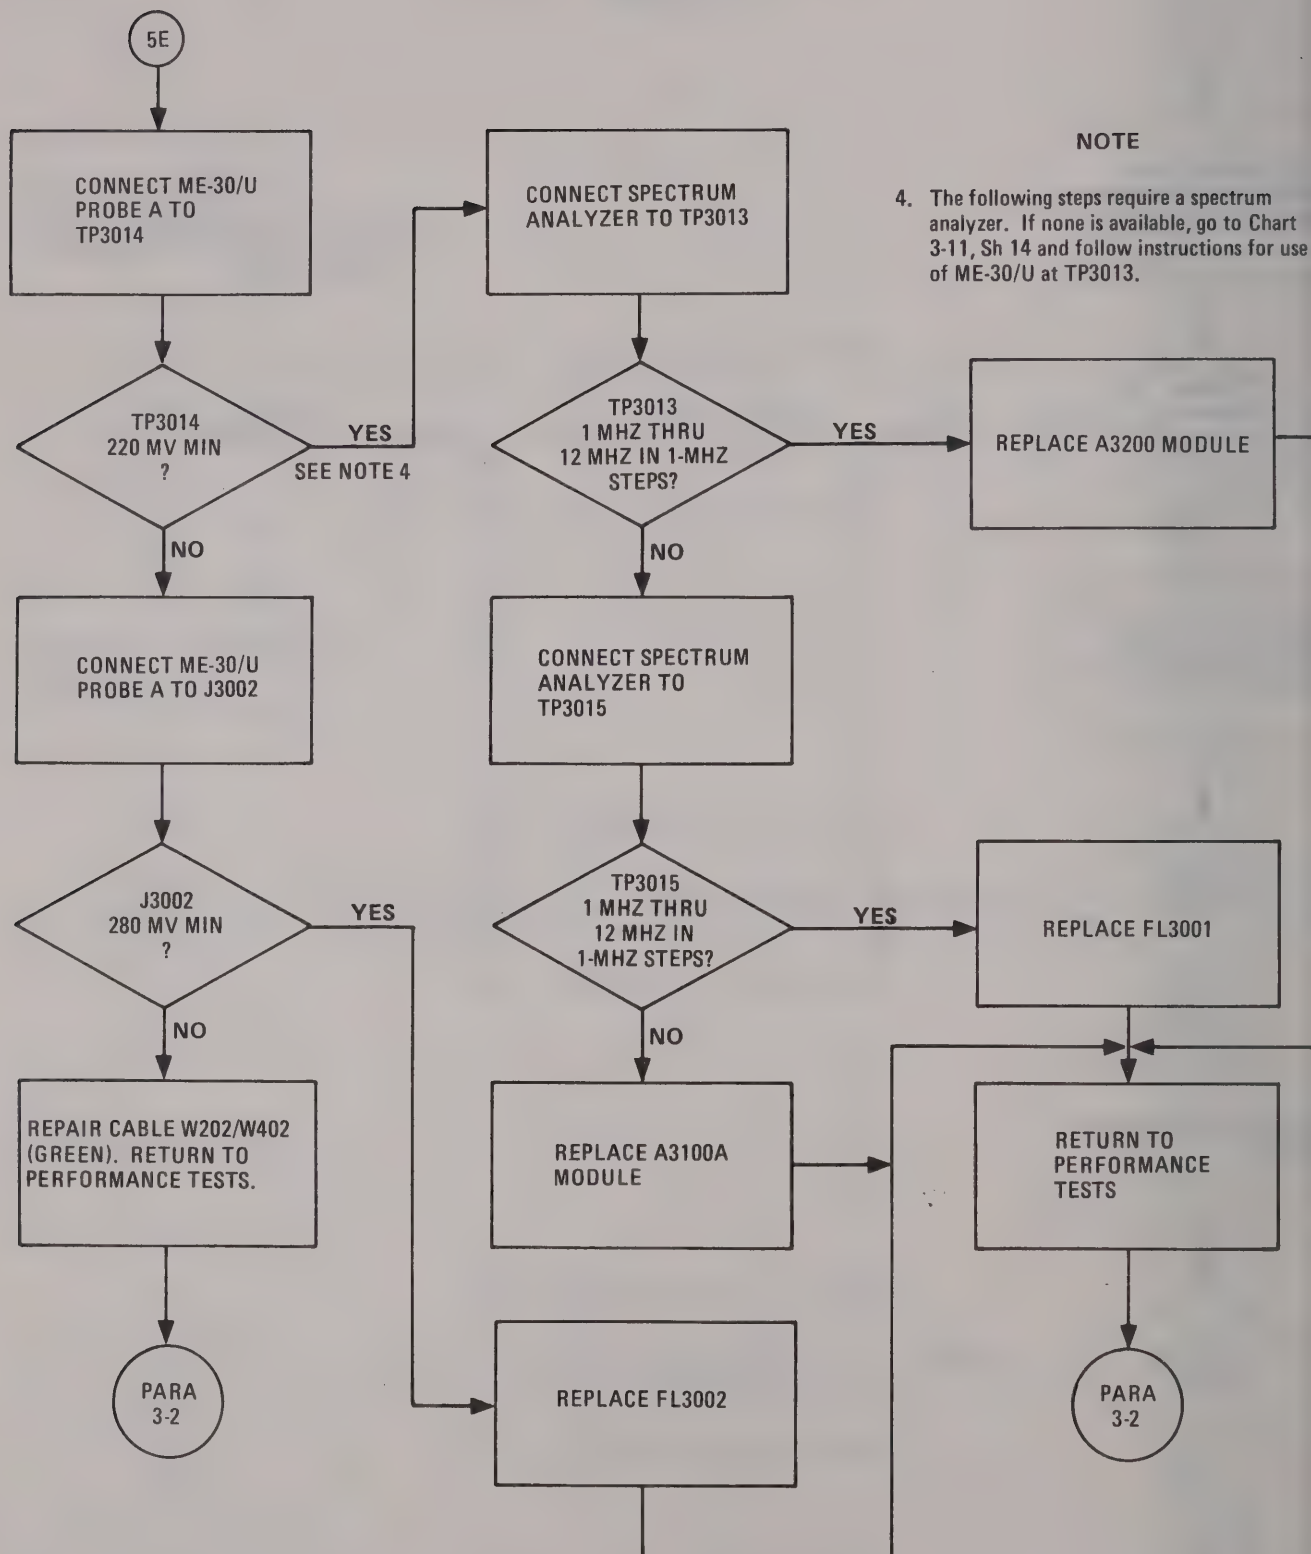 5E
CONNECT ME-30/U
PROBE A TO
TP3014
CONNECT SPECTRUM
ANALYZER TO TP3013
NOTE
4. The following steps require a spectrum
analyzer. If none is available, go to Chart
3-11, Sh 14 and follow instructions for use
of ME-30/U at TP3013.
TP3014
220 MV MIN
?
YES
SEE NOTE 4
TP3013
1 MHZ THRU
12 MHZ IN 1-MHZ
STEPS?
YES
REPLACE A3200 MODULE
NO
NO
CONNECT ME-30/U
PROBE A TO J3002
CONNECT SPECTRUM
ANALYZER TO
TP3015
J3002
280 MV MIN
?
YES
TP3015
1 MHZ THRU
12 MHZ IN
1-MHZ STEPS?
YES
REPLACE FL3001
NO
NO
REPAIR CABLE W202/W402
(GREEN). RETURN TO
PERFORMANCE TESTS.
REPLACE A3100A
MODULE
RETURN TO
PERFORMANCE
TESTS
PARA
3-2
REPLACE FL3002
PARA
3-2